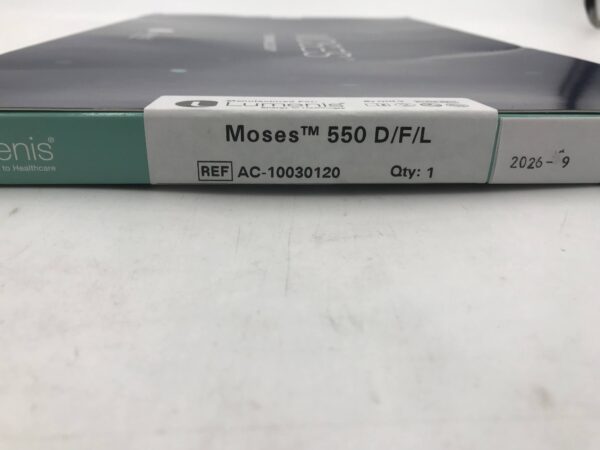 Lumenis®
Moses™ 550 D/F/L
REF AC-10030120 Qty: 1
enis®
to Healthcare
2026-9